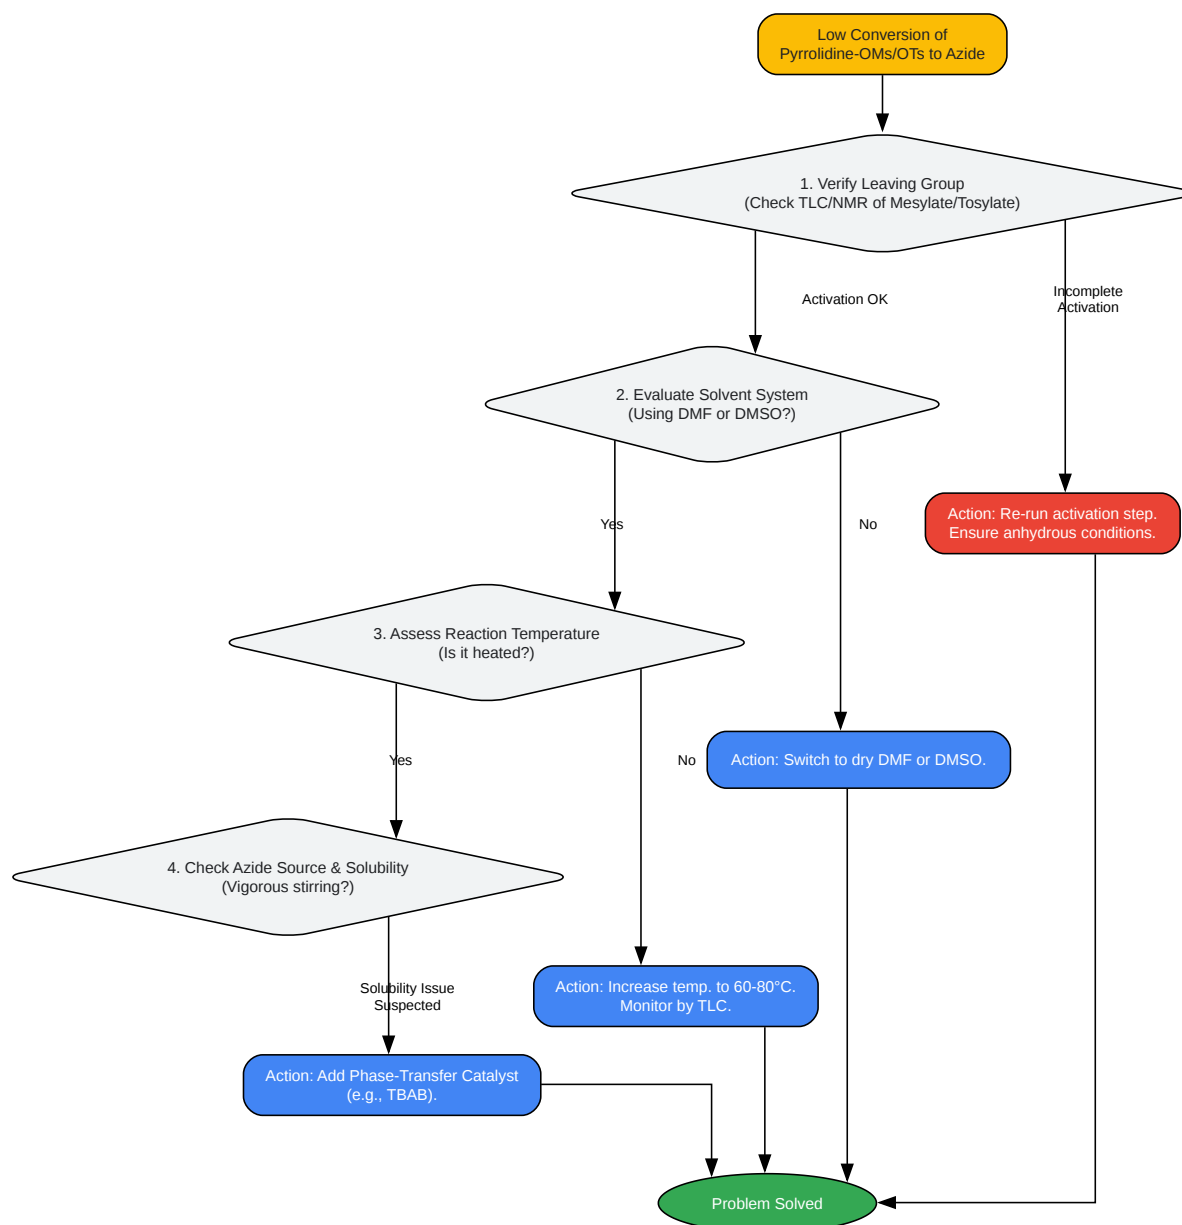 Low Conversion of
Pyrrolidine-OMs/OTs to Azide
1. Verify Leaving Group
(Check TLC/NMR of Mesylate/Tosylate)
Activation OK
Incomplete
Activation
2. Evaluate Solvent System
(Using DMF or DMSO?)
Yes
No
Action: Re-run activation step.
Ensure anhydrous conditions.
3. Assess Reaction Temperature
(Is it heated?)
Yes
No
Action: Switch to dry DMF or DMSO.
4. Check Azide Source & Solubility
(Vigorous stirring?)
Solubility Issue
Suspected
Action: Increase temp. to 60-80°C.
Monitor by TLC.
Action: Add Phase-Transfer Catalyst
(e.g., TBAB).
Problem Solved